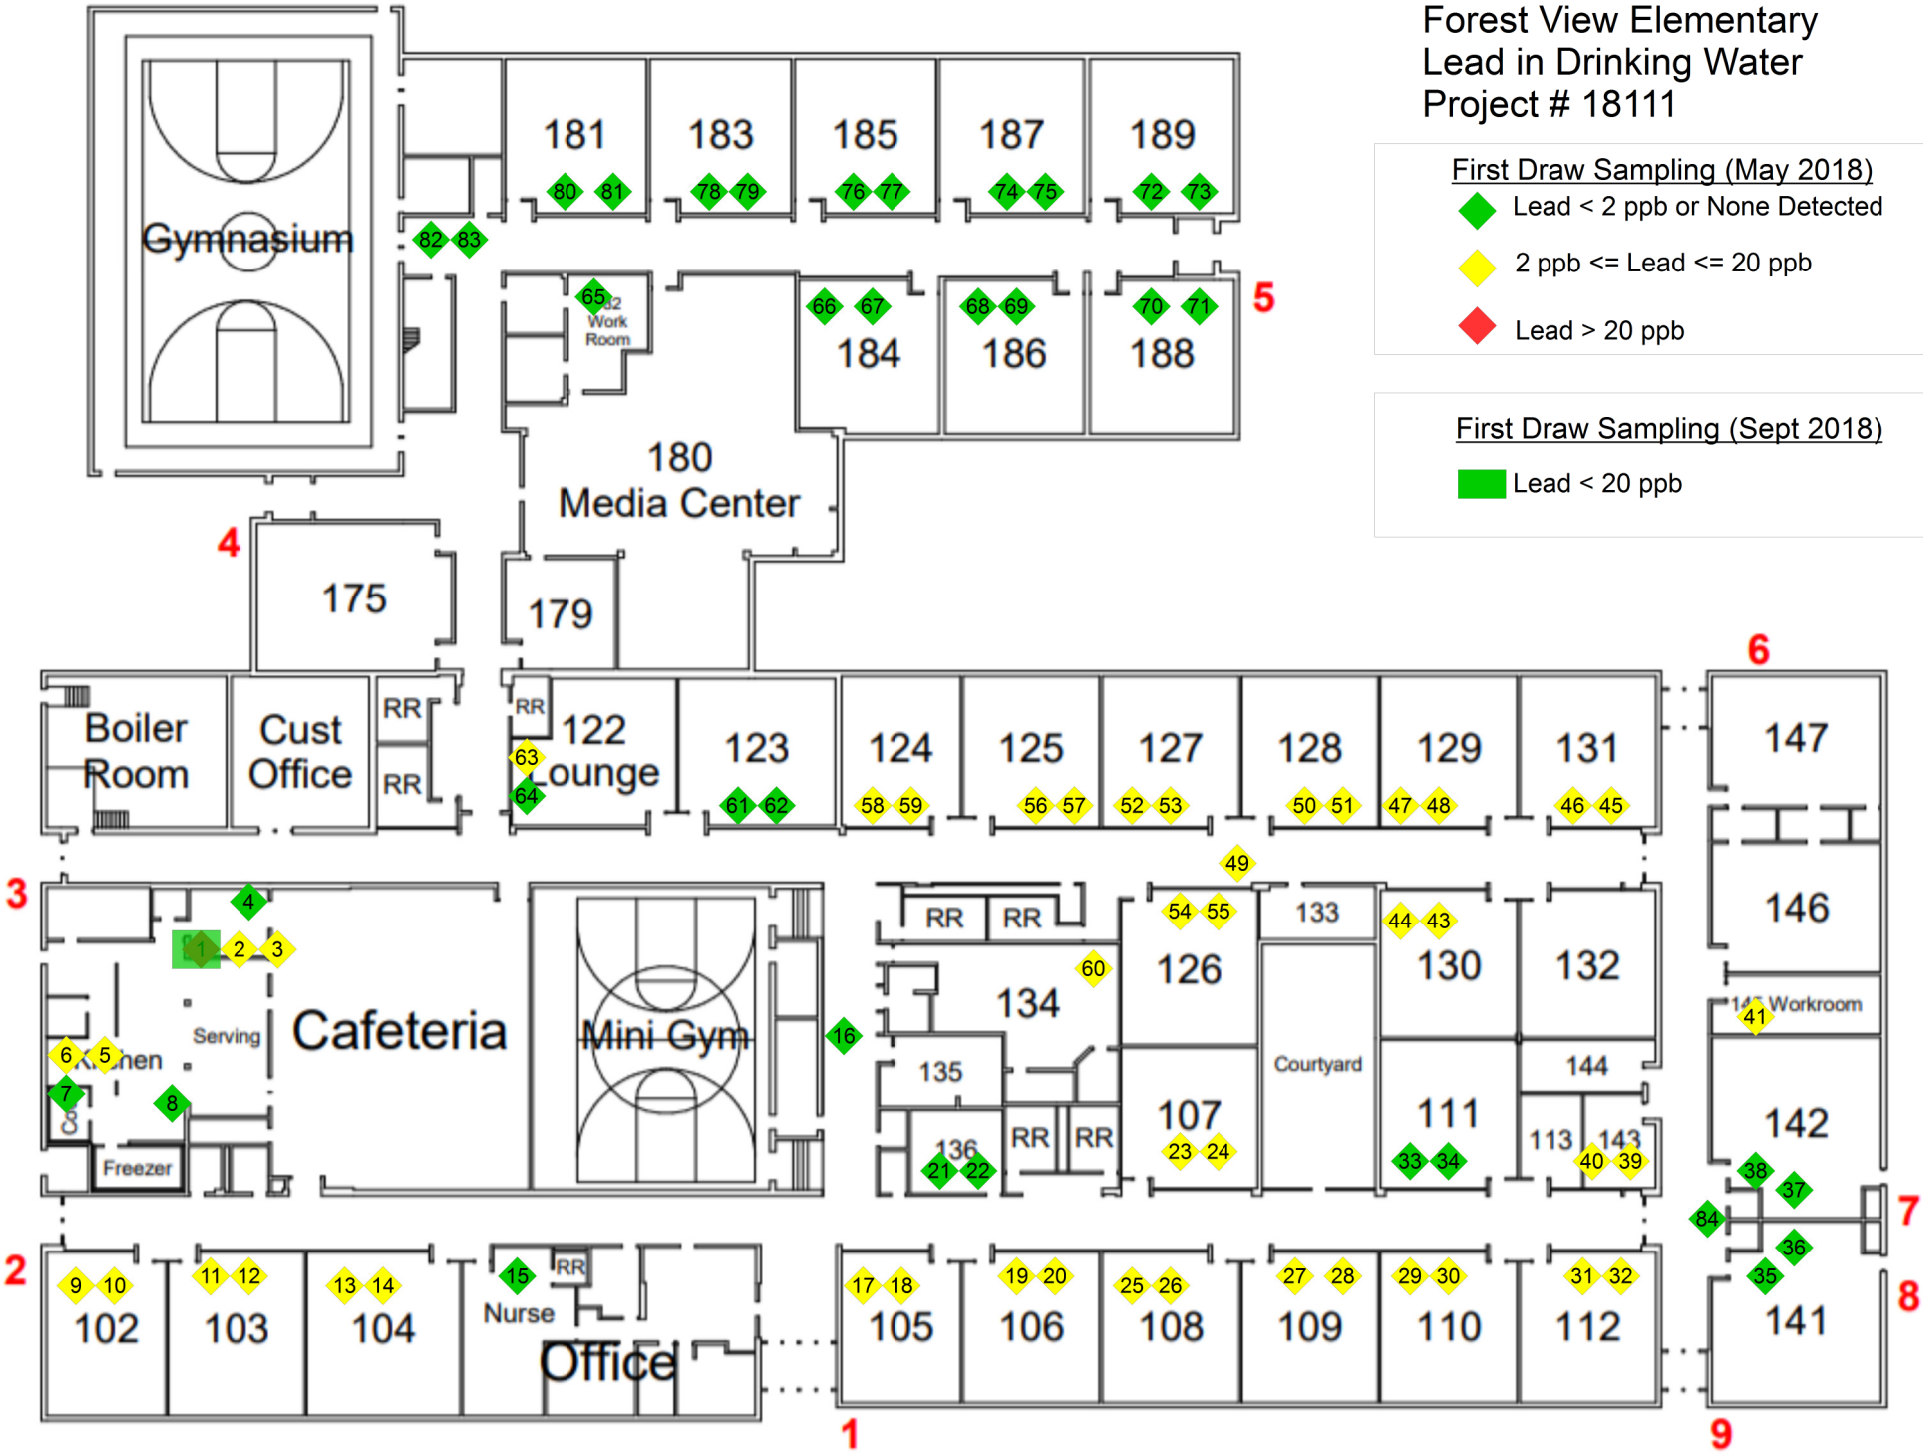 Forest View Elementary
Lead in Drinking Water
Project # 18111
First Draw Sampling (May 2018)
Lead < 2 ppb or None Detected
2 ppb <= Lead <= 20 ppb
Lead > 20 ppb
First Draw Sampling (Sept 2018)
Lead < 20 ppb
181 183 185 187 189
80 81 78 79 76 77 74 75 72 73
Gymnasium
82 83
65
Work
Room
66 67 68 69 70 71
5
184 186 188
180
Media Center
4
175
179
6
Boiler
Room
Cust
Office
RR
RR
RR
122
Lounge
63
64
123 124 125 127 128 129 131
61 62 58 59 56 57 52 53 50 51 47 48 46 45
147
49
3
4
1 2 3
Serving
Cafeteria
Mini Gym
6 5
7
8
Freezer
16
RR RR
134
60
135
136
21 22
RR RR
54 55
126
133
44 43
130
132
146
Workroom
41
107
23 24
Courtyard
111
33 34
144
113 143
40 39
142
38
37
84
7
36
35
8
141
2
9 10 11 12 13 14 15
RR
102 103 104
Nurse
Office
17 18 19 20 25 26 27 28 29 30 31 32
105 106 108 109 110 112
1
9